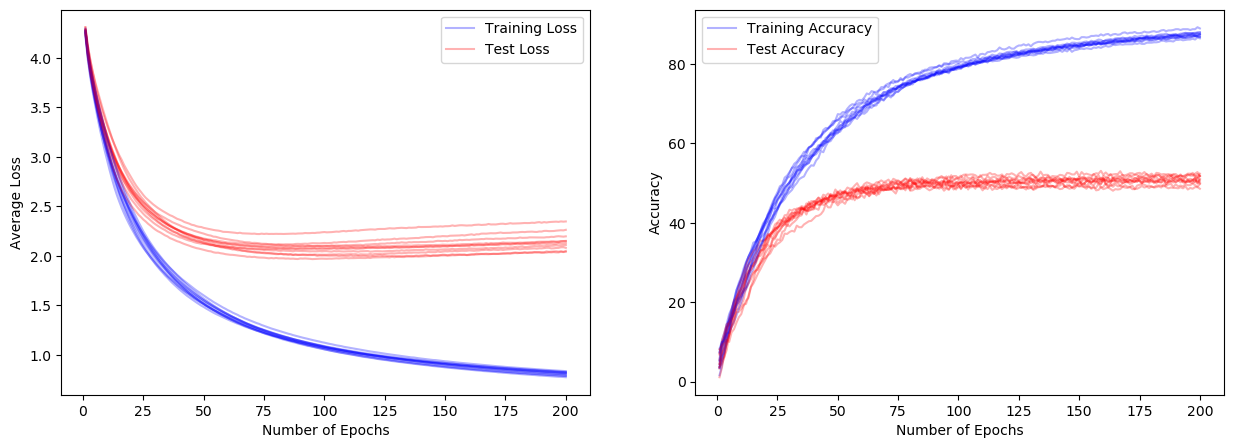 4.0
3.5
3.0
2.5
2.0
1.5
1.0
Average Loss
0 25 50 75 100 125 150 175 200
Number of Epochs
Training Loss
Test Loss
80
60
40
20
0
Accuracy
0 25 50 75 100 125 150 175 200
Number of Epochs
Training Accuracy
Test Accuracy